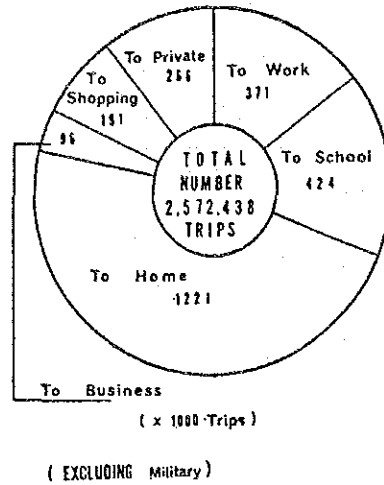 To Private
266
To Work
371
To
Shopping
191
96
To School
424
TOTAL
NUMBER
2,572,438
TRIPS
To Home
1221
To Business
( x 1000 Trips )
( EXCLUDING Military )